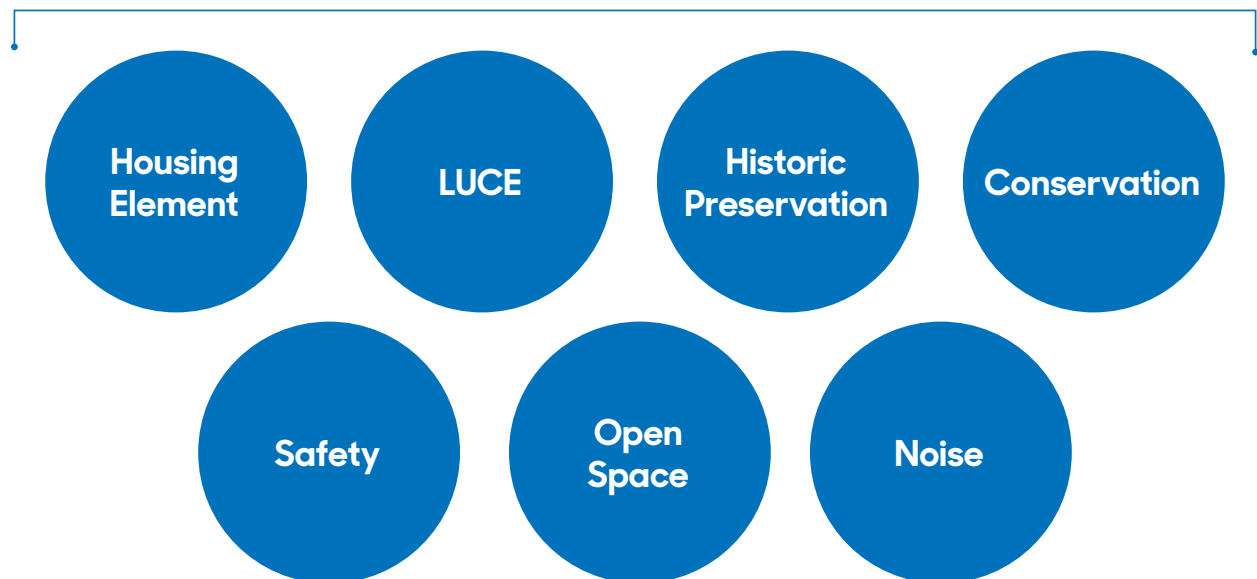 Housing
Element
LUCE
Historic
Preservation
Conservation
Safety
Open
Space
Noise